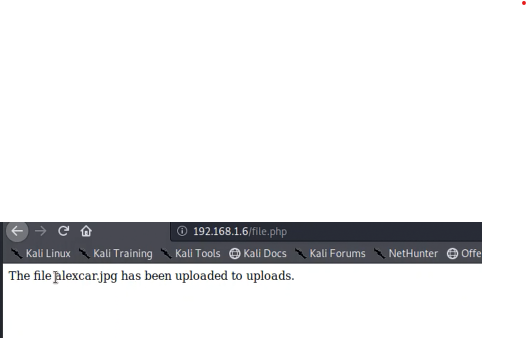 192.168.1.6/file.php
Kali Linux Kali Training Kali Tools Kali Docs Kali Forums NetHunter Offe
The file alexcar.jpg has been uploaded to uploads.